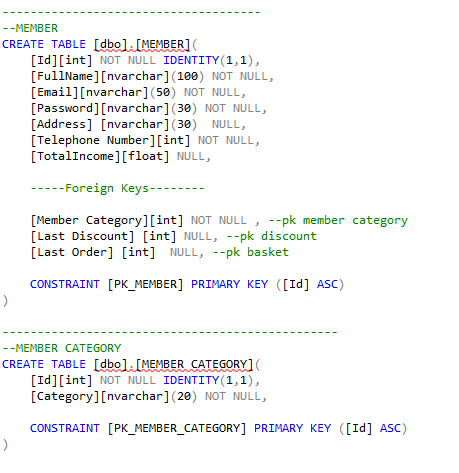 -------------------------------------
--MEMBER
CREATE TABLE [dbo].[MEMBER](
[Id][int] NOT NULL IDENTITY(1,1),
[FullName][nvarchar](100) NOT NULL,
[Email][nvarchar](50) NOT NULL,
[Password][nvarchar](30) NOT NULL,
[Address] [nvarchar](30)  NULL,
[Telephone Number][int] NOT NULL,
[TotalIncome][float] NULL,
-----Foreign Keys--------
[Member Category][int] NOT NULL , --pk member category
[Last Discount] [int] NULL, --pk discount
[Last Order] [int]  NULL, --pk basket
CONSTRAINT [PK_MEMBER] PRIMARY KEY ([Id] ASC)
)
------------------------------------------------
--MEMBER CATEGORY
CREATE TABLE [dbo].[MEMBER CATEGORY](
[Id][int] NOT NULL IDENTITY(1,1),
[Category][nvarchar](20) NOT NULL,
CONSTRAINT [PK_MEMBER_CATEGORY] PRIMARY KEY ([Id] ASC)
)